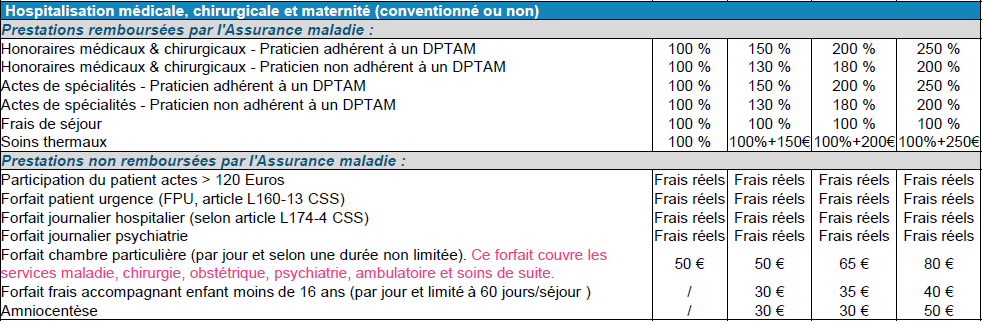 Hospitalisation médicale, chirurgicale et maternité (conventionné ou non)
Prestations remboursées par l'Assurance maladie :
Honoraires médicaux & chirurgicaux - Praticien adhérent à un DPTAM 100 % 150 % 200 % 250 %
Honoraires médicaux & chirurgicaux - Praticien non adhérent à un DPTAM 100 % 130 % 180 % 200 %
Actes de spécialités - Praticien adhérent à un DPTAM 100 % 150 % 200 % 250 %
Actes de spécialités - Praticien non adhérent à un DPTAM 100 % 130 % 180 % 200 %
Frais de séjour 100 % 100 % 100 % 100 %
Soins thermaux 100 % 100%+150€ 100%+200€ 100%+250€
Prestations non remboursées par l'Assurance maladie :
Participation du patient actes > 120 Euros Frais réels Frais réels Frais réels Frais réels
Forfait patient urgence (FPU, article L160-13 CSS) Frais réels Frais réels Frais réels Frais réels
Forfait journalier hospitalier (selon article L174-4 CSS) Frais réels Frais réels Frais réels Frais réels
Forfait journalier psychiatrie Frais réels Frais réels Frais réels Frais réels
Forfait chambre particulière (par jour et selon une durée non limitée). Ce forfait couvre les
services maladie, chirurgie, obstétrique, psychiatrie, ambulatoire et soins de suite. 50 € 50 € 65 € 80 €
Forfait frais accompagnant enfant moins de 16 ans (par jour et limité à 60 jours/séjour ) / 30 € 35 € 40 €
Amniocentèse / 30 € 30 € 50 €